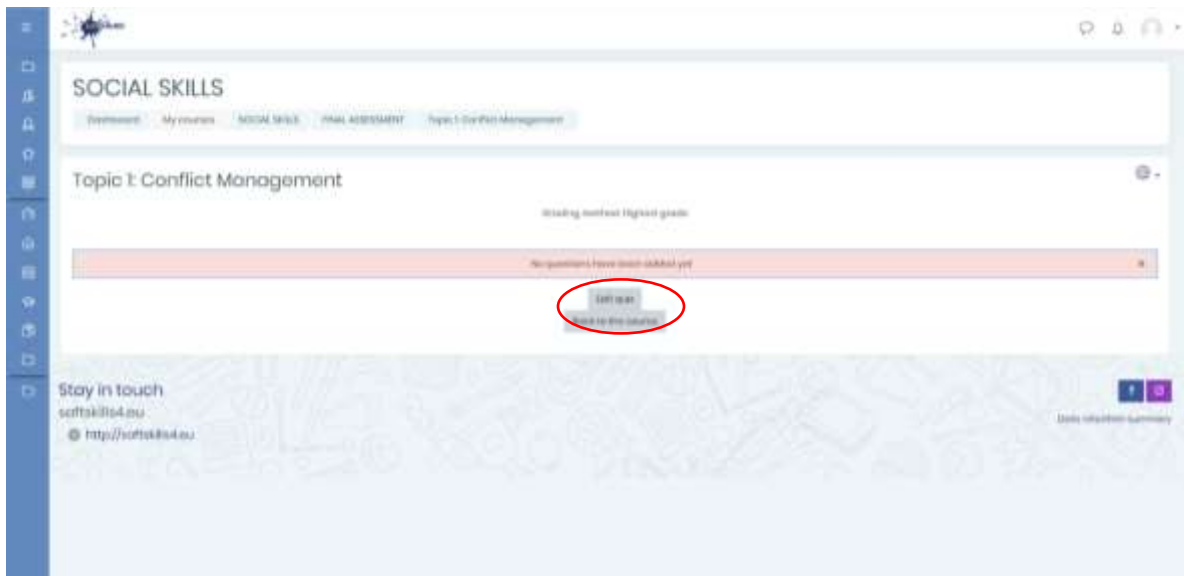 SOCIAL SKILLS
Dashboard My courses SOCIAL SKILLS FINAL ASSESSMENT Topic 1: Conflict Management
Topic 1: Conflict Management
Grading method: Highest grade
No questions have been added yet
Edit quiz
Back to the course
Stay in touch
softskills4.eu
http://softskills4.eu
Data retention summary